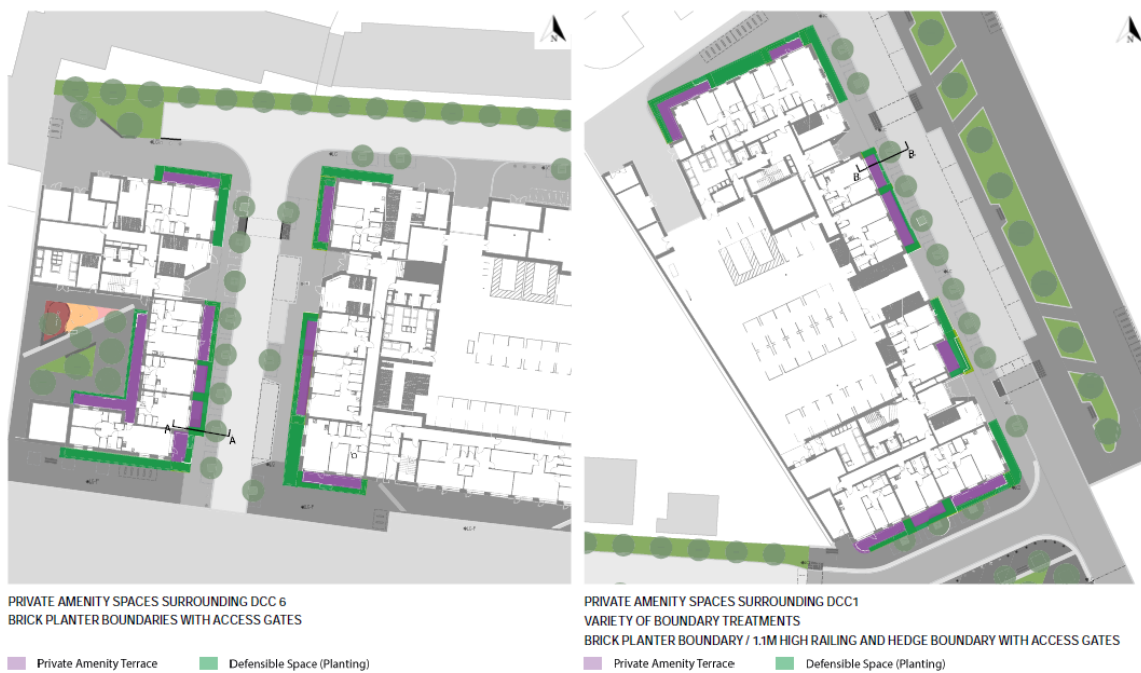 N
N
B
B
A
A
PRIVATE AMENITY SPACES SURROUNDING DCC 6
BRICK PLANTER BOUNDARIES WITH ACCESS GATES
Private Amenity Terrace
Defensible Space (Planting)
PRIVATE AMENITY SPACES SURROUNDING DCC1
VARIETY OF BOUNDARY TREATMENTS
BRICK PLANTER BOUNDARY / 1.1M HIGH RAILING AND HEDGE BOUNDARY WITH ACCESS GATES
Private Amenity Terrace
Defensible Space (Planting)